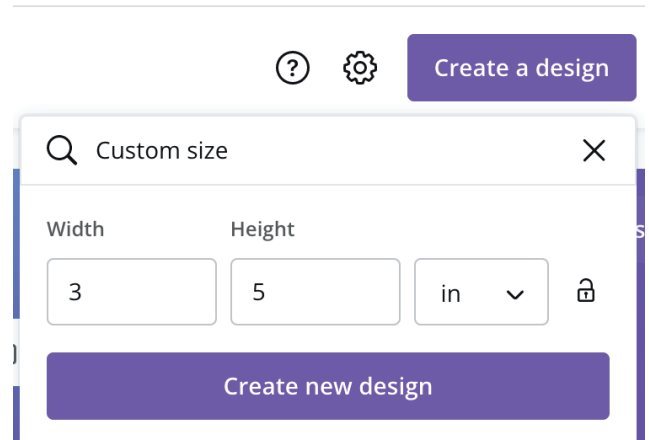 Create a design
Custom size
Width Height
3 5 in
Create new design